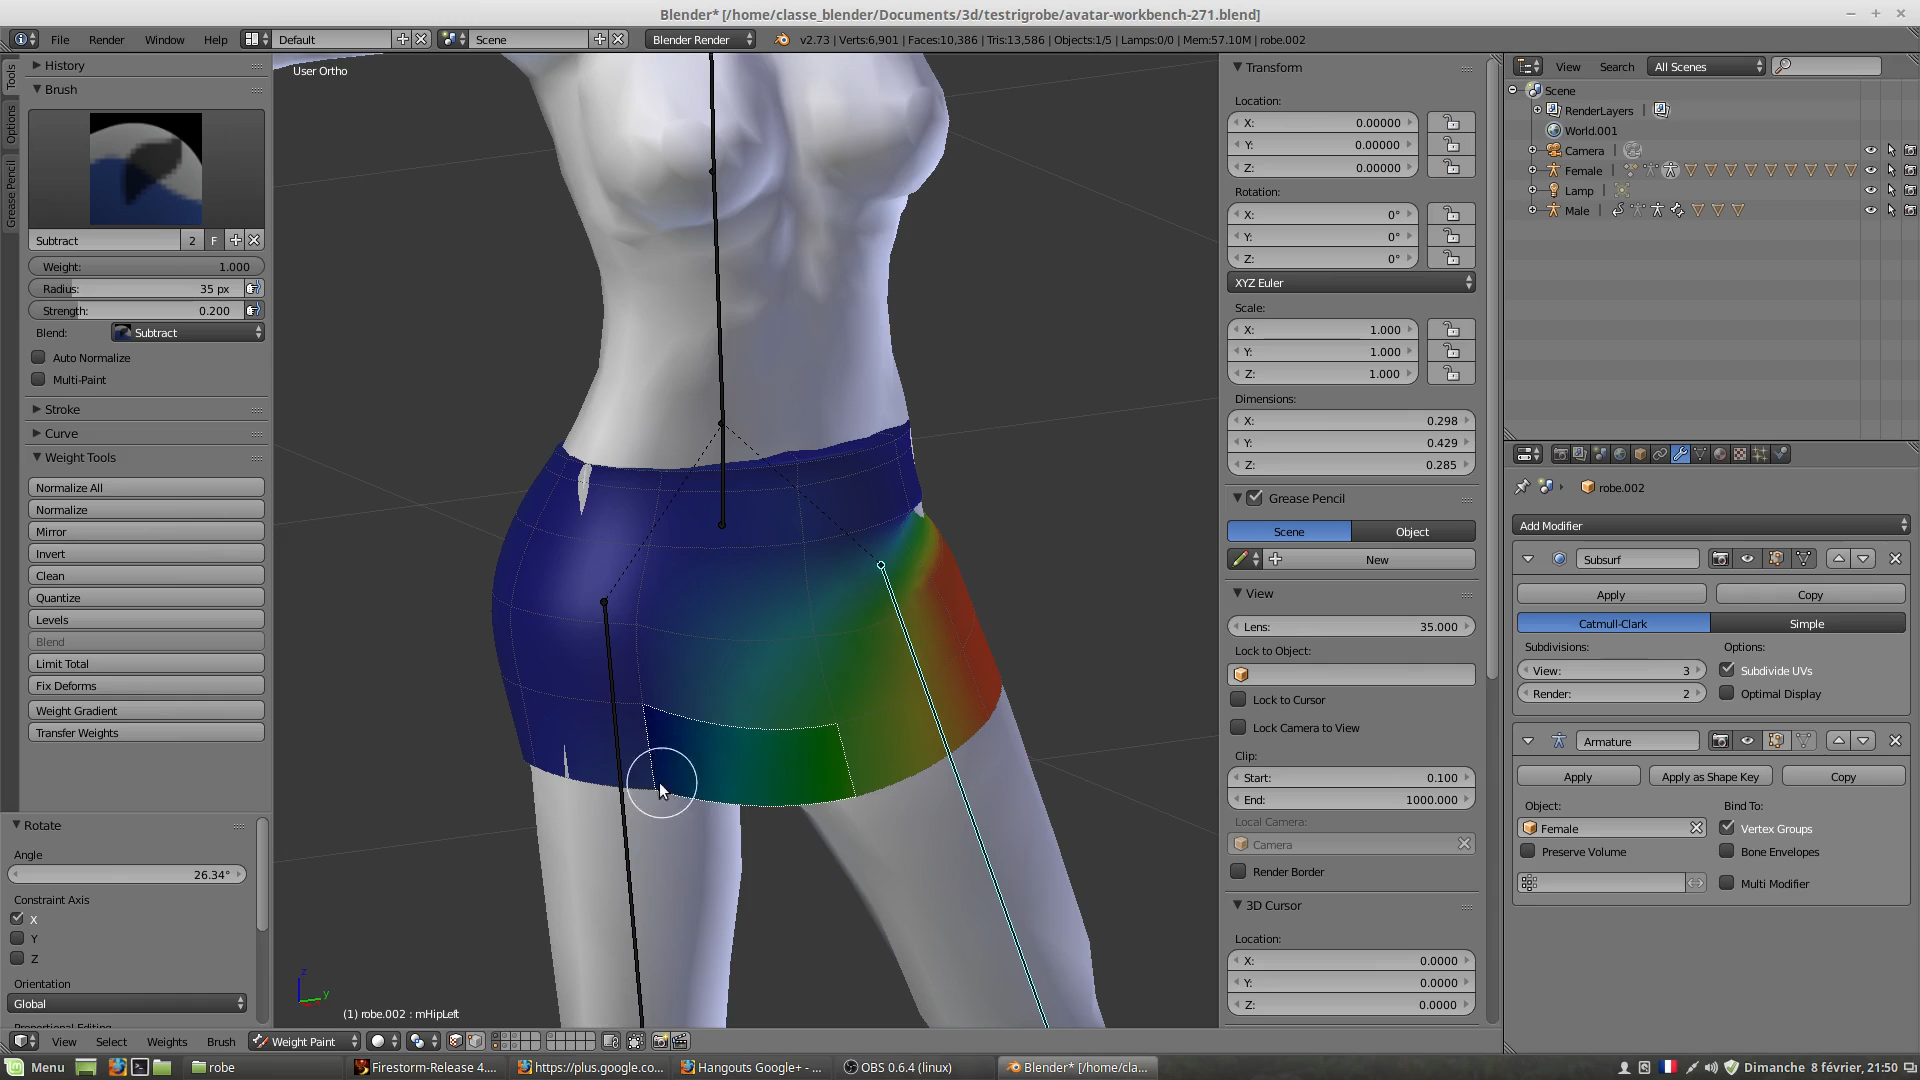 Blender* [/home/classe_blender/Documents/3d/testrigrobe/avatar-workbench-271.blend]
File Render Window Help Default Scene Blender Render v2.73 | Verts:6,901 | Faces:10,386 | Tris:13,586 | Objects:1/5 | Lamps:0/0 | Mem:57.10M | robe.002
Tools
Options
Grease Pencil
History
Brush
Subtract 2 F
Weight: 1.000
Radius: 35 px
Strength: 0.200
Blend: Subtract
Auto Normalize
Multi-Paint
Stroke
Curve
Weight Tools
Normalize All
Normalize
Mirror
Invert
Clean
Quantize
Levels
Blend
Limit Total
Fix Deforms
Weight Gradient
Transfer Weights
Rotate
Angle
26.34°
Constraint Axis
X
Y
Z
Orientation
Global
User Ortho
z
y
(1) robe.002 : mHipLeft
View Select Weights Brush Weight Paint
Transform
Location:
X: 0.00000
Y: 0.00000
Z: 0.00000
Rotation:
X: 0°
Y: 0°
Z: 0°
XYZ Euler
Scale:
X: 1.000
Y: 1.000
Z: 1.000
Dimensions:
X: 0.298
Y: 0.429
Z: 0.285
Grease Pencil
Scene Object
New
View
Lens: 35.000
Lock to Object:
Lock to Cursor
Lock Camera to View
Clip:
Start: 0.100
End: 1000.000
Local Camera:
Camera
Render Border
3D Cursor
Location:
X: 0.0000
Y: 0.0000
Z: 0.0000
View Search All Scenes
Scene
RenderLayers |
World.001
Camera |
Female |
Lamp |
Male |
robe.002
Add Modifier
Subsurf
Apply Copy
Catmull-Clark Simple
Subdivisions: Options:
View: 3 Subdivide UVs
Render: 2 Optimal Display
Armature
Apply Apply as Shape Key Copy
Object: Bind To:
Female Vertex Groups
Preserve Volume Bone Envelopes
Multi Modifier
Menu robe Firestorm-Release 4.... https://plus.google.co... Hangouts Google+ - ... OBS 0.6.4 (linux) Blender* [/home/cla... Dimanche 8 février, 21:50